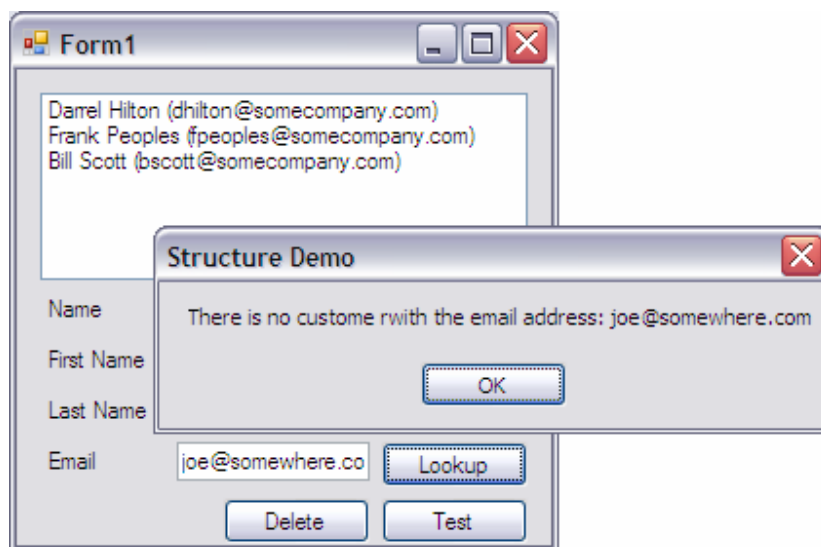 Form1
Darrel Hilton (dhilton@somecompany.com)
Frank Peoples (fpeoples@somecompany.com)
Bill Scott (bscott@somecompany.com)
Structure Demo
There is no custome rwith the email address: joe@somewhere.com
OK
Name
First Name
Last Name
Email
joe@somewhere.co
Lookup
Delete
Test